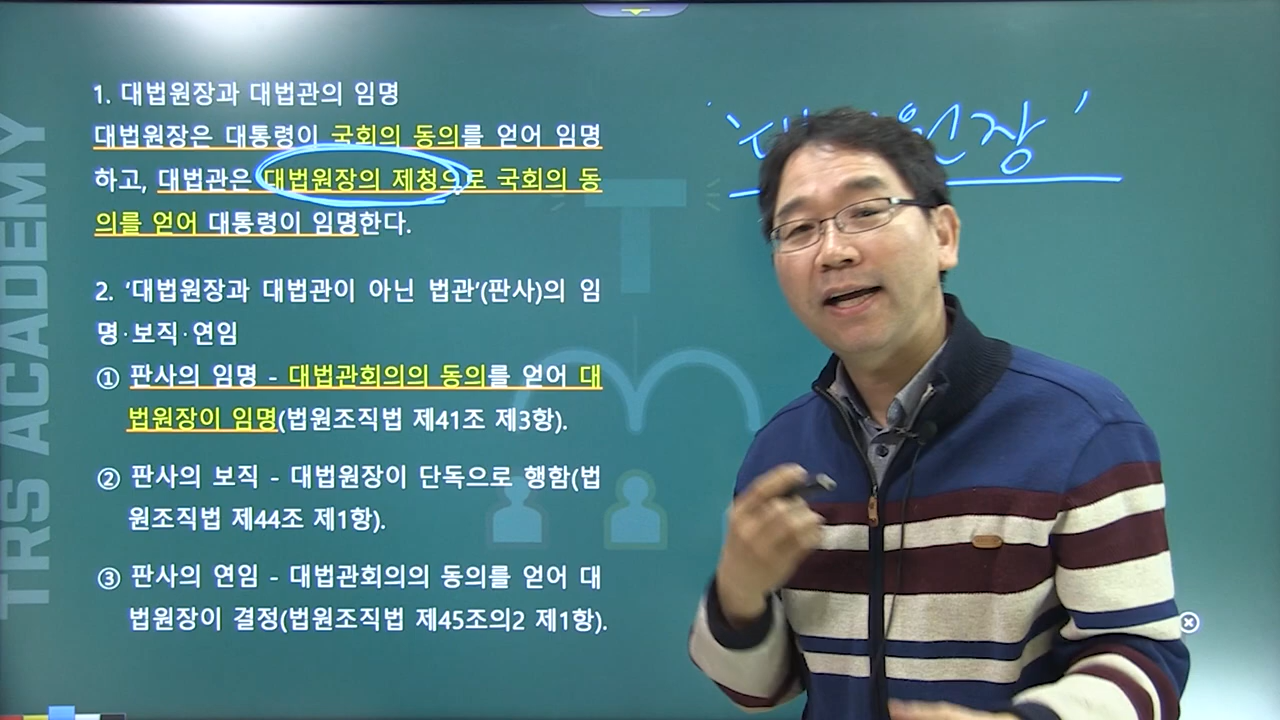 1. 대법원장과 대법관의 임명
대법원장은 대통령이 국회의 동의를 얻어 임명
하고, 대법관은 대법원장의 제청으로 국회의 동
의를 얻어 대통령이 임명한다.
2. ‘대법원장과 대법관이 아닌 법관’(판사)의 임
명·보직·연임
① 판사의 임명 - 대법관회의의 동의를 얻어 대
법원장이 임명(법원조직법 제41조 제3항).
② 판사의 보직 - 대법원장이 단독으로 행함(법
원조직법 제44조 제1항).
③ 판사의 연임 - 대법관회의의 동의를 얻어 대
법원장이 결정(법원조직법 제45조의2 제1항).
TRS ACADEMY